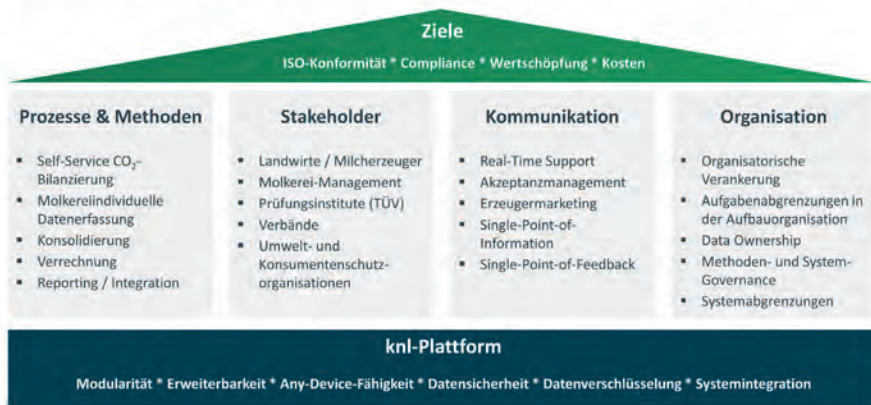 Ziele
ISO-Konformität * Compliance * Wertschöpfung * Kosten
Prozesse & Methoden
▪ Self-Service CO₂-
Bilanzierung
▪ Molkereiindividuelle
Datenerfassung
▪ Konsolidierung
▪ Verrechnung
▪ Reporting / Integration
Stakeholder
▪ Landwirte / Milcherzeuger
▪ Molkerei-Management
▪ Prüfungsinstitute (TÜV)
▪ Verbände
▪ Umwelt- und
Konsumentenschutz-
organisationen
Kommunikation
▪ Real-Time Support
▪ Akzeptanzmanagement
▪ Erzeugermarketing
▪ Single-Point-of-
Information
▪ Single-Point-of-Feedback
Organisation
▪ Organisatorische
Verankerung
▪ Aufgabenabgrenzungen in
der Aufbauorganisation
▪ Data Ownership
▪ Methoden- und System-
Governance
▪ Systemabgrenzungen
knl-Plattform
Modularität * Erweiterbarkeit * Any-Device-Fähigkeit * Datensicherheit * Datenverschlüsselung * Systemintegration